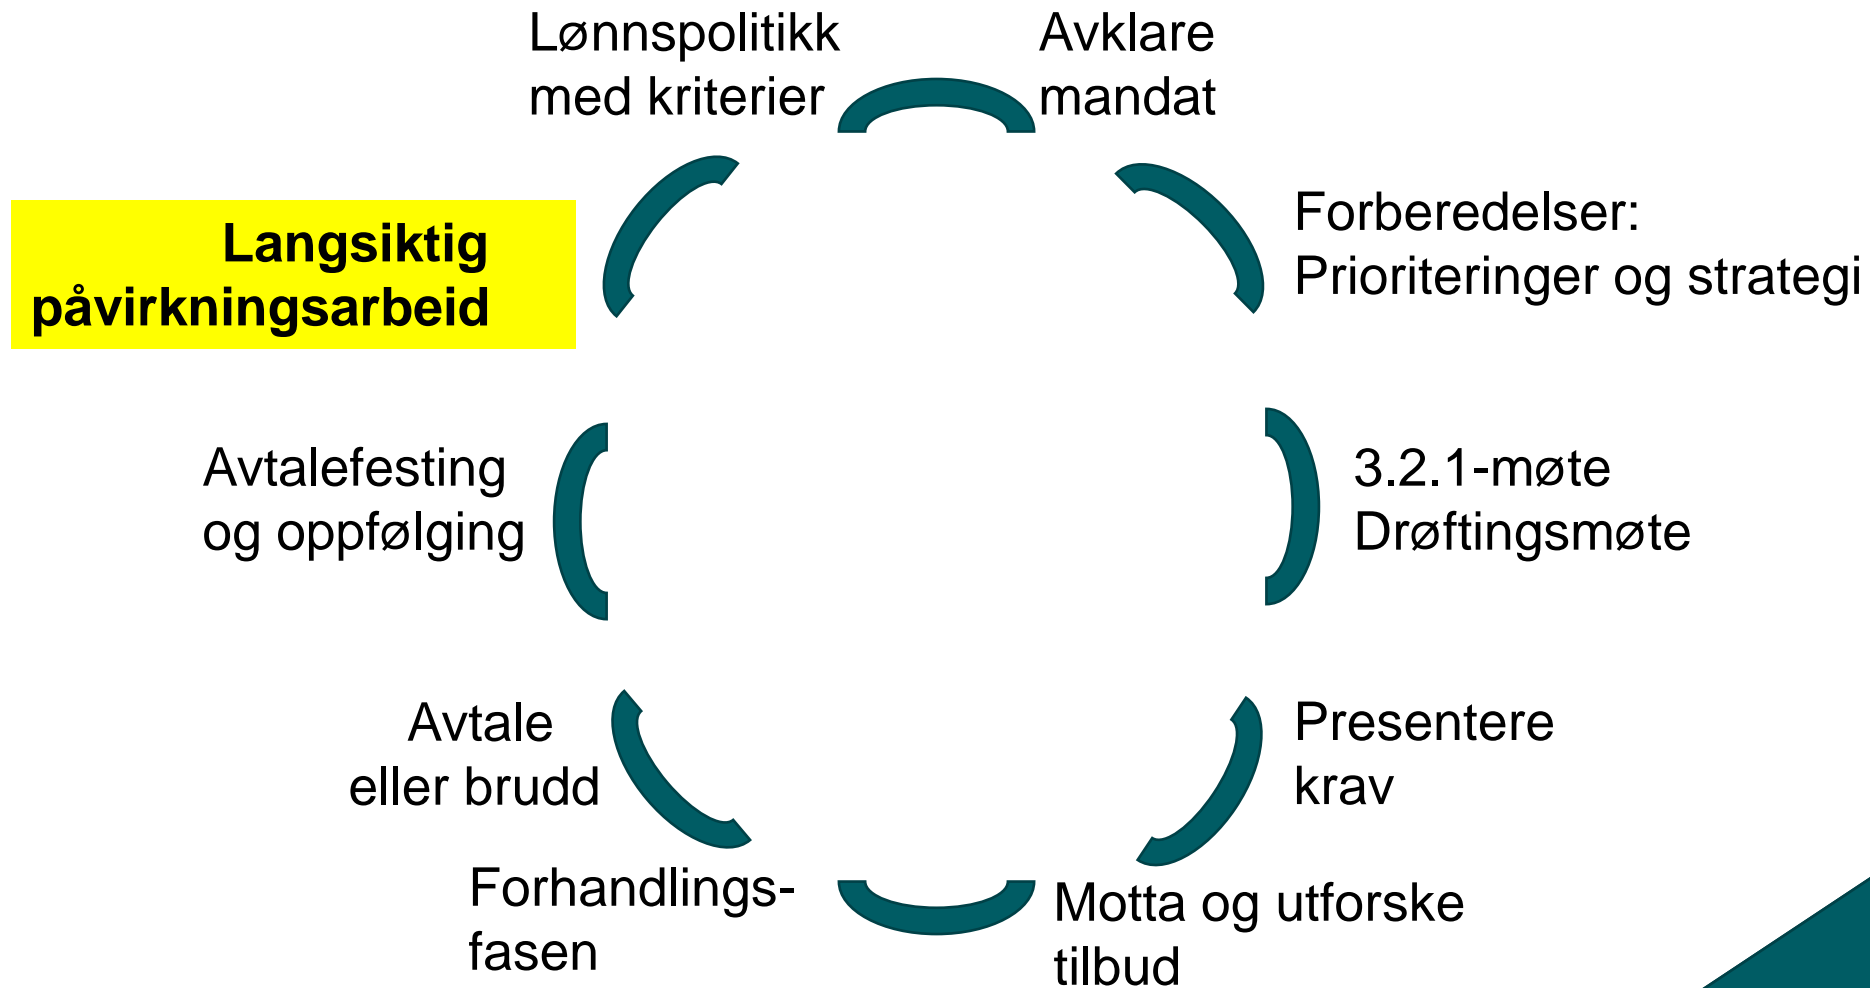 Lønnspolitikk
med kriterier
Avklare
mandat
Forberedelser:
Prioriteringer og strategi
3.2.1-møte
Drøftingsmøte
Presentere
krav
Motta og utforske
tilbud
Forhandlings-
fasen
Avtale
eller brudd
Avtalefesting
og oppfølging
Langsiktig
påvirkningsarbeid